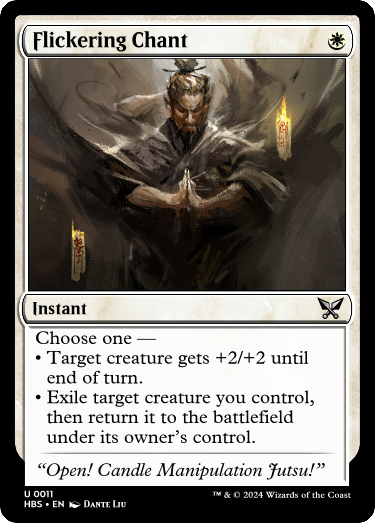 Flickering Chant
Instant
Choose one —
• Target creature gets +2/+2 until
end of turn.
• Exile target creature you control,
then return it to the battlefield
under its owner's control.
“Open! Candle Manipulation Jutsu!”
U 0011 ™ & © 2024 Wizards of the Coast
HBS • EN Dante Liu